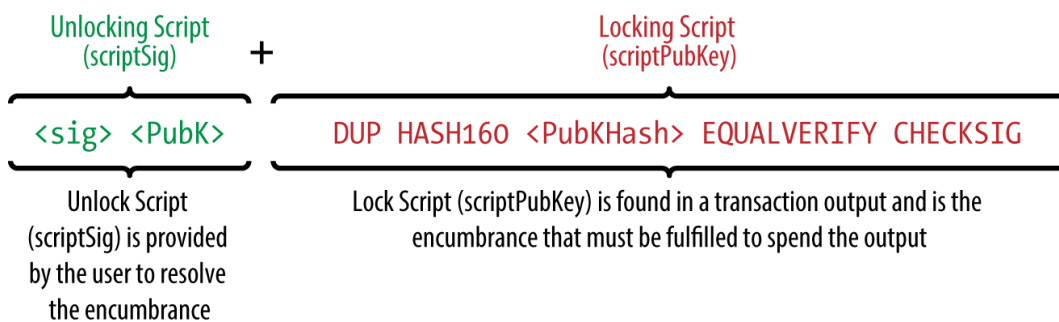 Unlocking Script
(scriptSig)
+
Locking Script
(scriptPubKey)
<sig> <PubK>
DUP HASH160 <PubKHash> EQUALVERIFY CHECKSIG
Unlock Script
(scriptSig) is provided
by the user to resolve
the encumbrance
Lock Script (scriptPubKey) is found in a transaction output and is the
encumbrance that must be fulfilled to spend the output